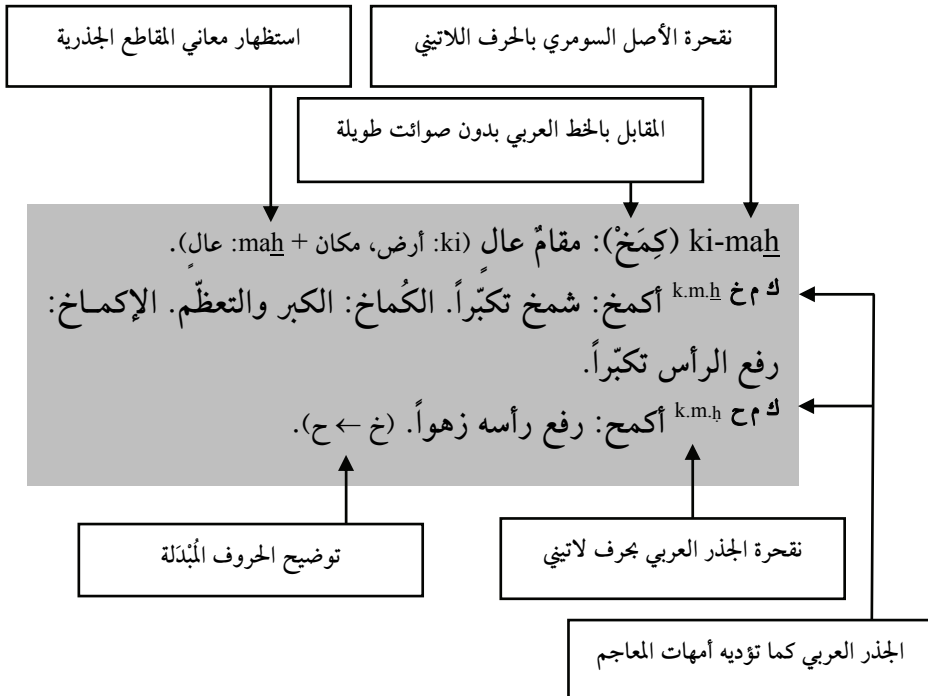 نقحرة الأصل السومري بالحرف اللاتيني
استظهار معاني المقاطع الجذرية
المقابل بالخط العربي بدون صوائت طويلة
ki-mah (كِمَخْ): مقامٌ عالٍ (ki: أرض، مكان + mah: عالٍ).
ك م خ k.m.h أكمخ: شمخ تكبّراً. الكُماخ: الكبر والتعظّم. الإكمـاخ:
رفع الرأس تكبّراً.
ك م ح k.m.ḥ أكمح: رفع رأسه زهواً. (خ ← ح).
نقحرة الجذر العربي بحرف لاتيني
توضيح الحروف المُبْدَلة
الجذر العربي كما تؤديه أمهات المعاجم